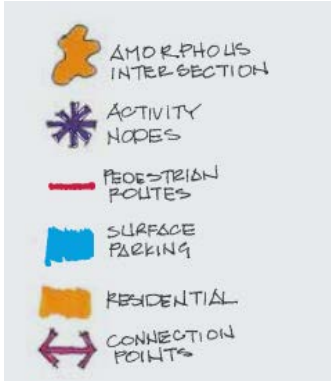 AMORPHOUS
INTERSECTION
ACTIVITY
NODES
PEDESTRIAN
ROUTES
SURFACE
PARKING
RESIDENTIAL
CONNECTION
POINTS